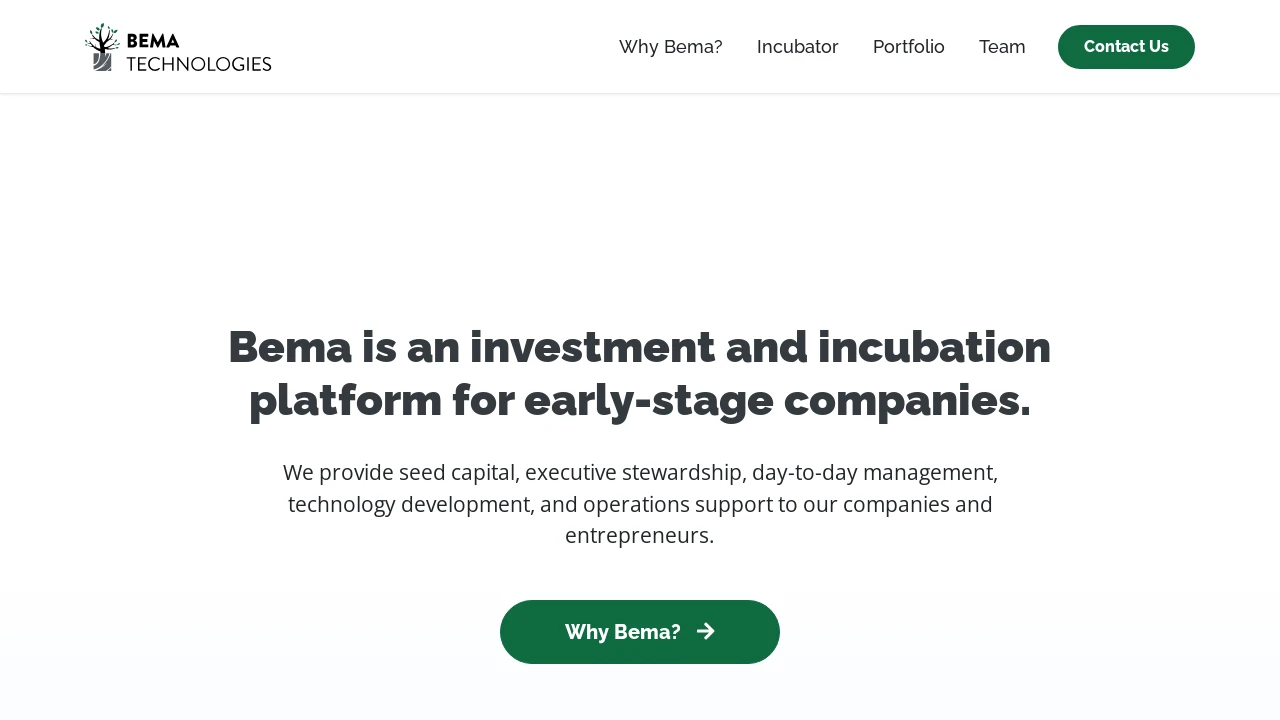 BEMA
TECHNOLOGIES
Why Bema?
Incubator
Portfolio
Team
Contact Us
Bema is an investment and incubation
platform for early-stage companies.
We provide seed capital, executive stewardship, day-to-day management,
technology development, and operations support to our companies and
entrepreneurs.
Why Bema?